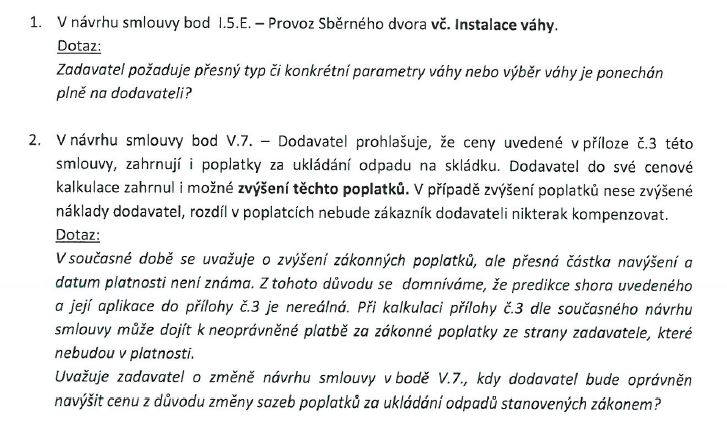 1. V návrhu smlouvy bod I.5.E. – Provoz Sběrného dvora vč. Instalace váhy.
Dotaz:
Zadavatel požaduje přesný typ či konkrétní parametry váhy nebo výběr váhy je ponechán
plně na dodavateli?
2. V návrhu smlouvy bod V.7. – Dodavatel prohlašuje, že ceny uvedené v příloze č.3 této
smlouvy, zahrnují i poplatky za ukládání odpadu na skládku. Dodavatel do své cenové
kalkulace zahrnul i možné zvýšení těchto poplatků. V případě zvýšení poplatků nese zvýšené
náklady dodavatel, rozdíl v poplatcích nebude zákazník dodavateli nikterak kompenzovat.
Dotaz:
V současné době se uvažuje o zvýšení zákonných poplatků, ale přesná částka navýšení a
datum platnosti není známa. Z tohoto důvodu se domníváme, že predikce shora uvedeného
a její aplikace do přílohy č.3 je nereálná. Při kalkulaci přílohy č.3 dle současného návrhu
smlouvy může dojít k neoprávněné platbě za zákonné poplatky ze strany zadavatele, které
nebudou v platnosti.
Uvažuje zadavatel o změně návrhu smlouvy v bodě V.7., kdy dodavatel bude oprávněn
navýšit cenu z důvodu změny sazeb poplatků za ukládání odpadů stanovených zákonem?